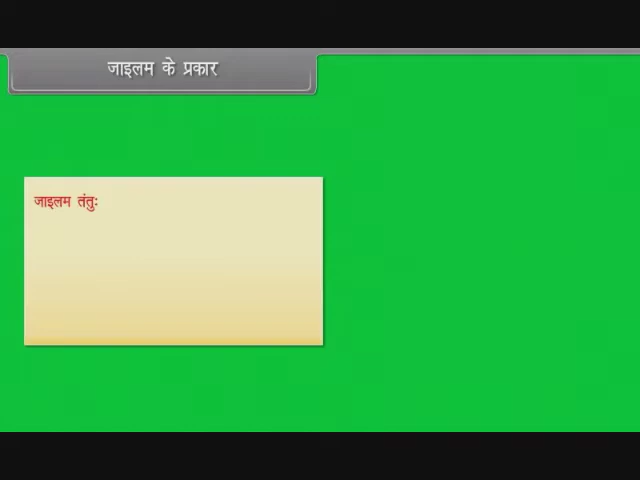 जाइलम के प्रकार
जाइलम तंतुः